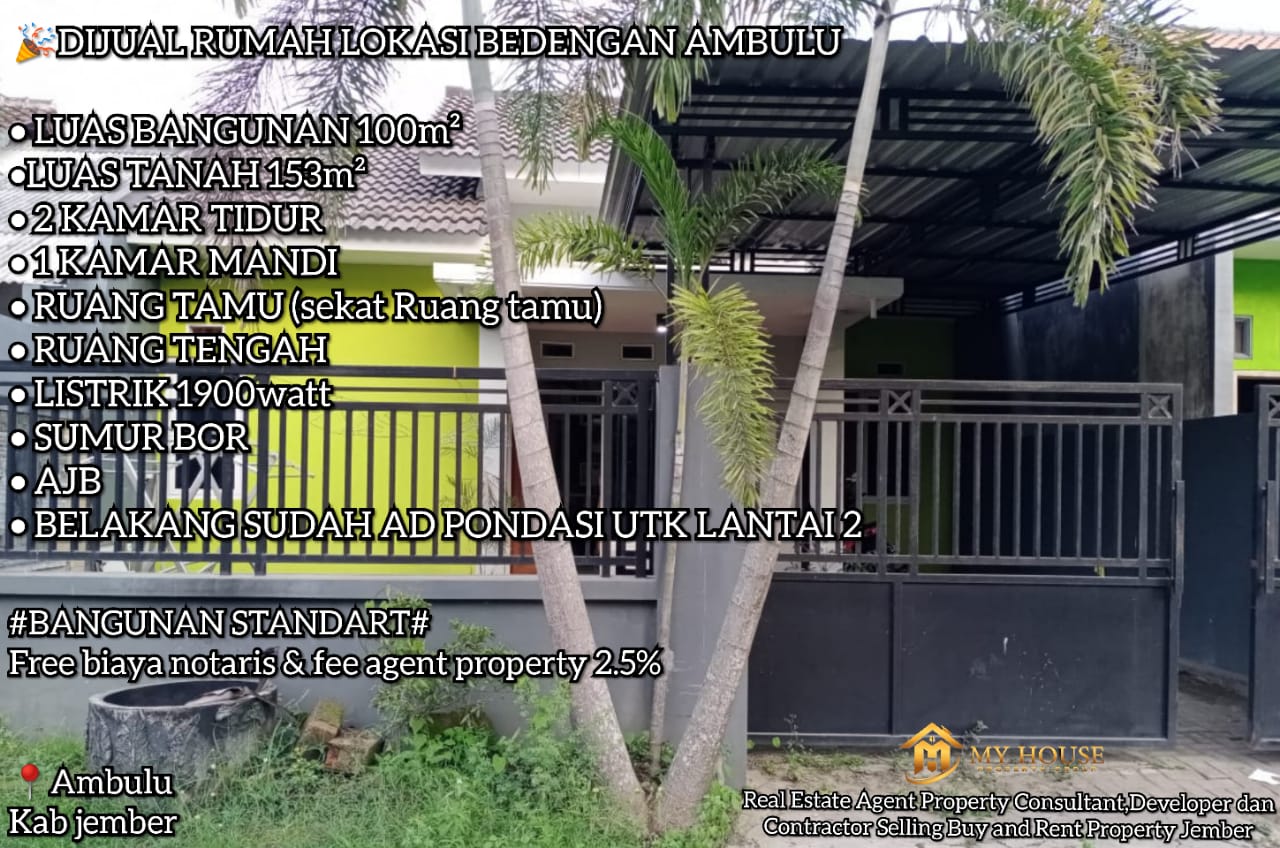 🎉DIJUAL RUMAH LOKASI BEDENGAN AMBULU
• LUAS BANGUNAN 100m²
•LUAS TANAH 153m²
• 2 KAMAR TIDUR
•1 KAMAR MANDI
• RUANG TAMU (sekat Ruang tamu)
• RUANG TENGAH
• LISTRIK 1900watt
• SUMUR BOR
• AJB
• BELAKANG SUDAH AD PONDASI UTK LANTAI 2
#BANGUNAN STANDART#
Free biaya notaris & fee agent property 2.5%
📍 Ambulu
Kab jember
MY HOUSE
Real Estate Agent Property Consultant,Developer dan
Contractor Selling Buy and Rent Property Jember